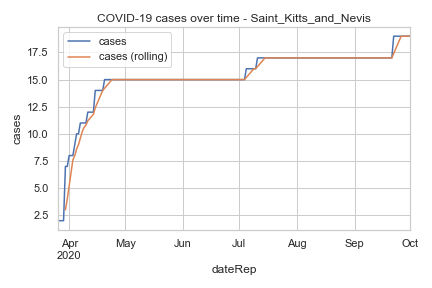 COVID-19 cases over time - Saint_Kitts_and_Nevis
cases
cases (rolling)
17.5
15.0
12.5
10.0
7.5
5.0
2.5
cases
Apr
2020
May
Jun
Jul
Aug
Sep
Oct
dateRep